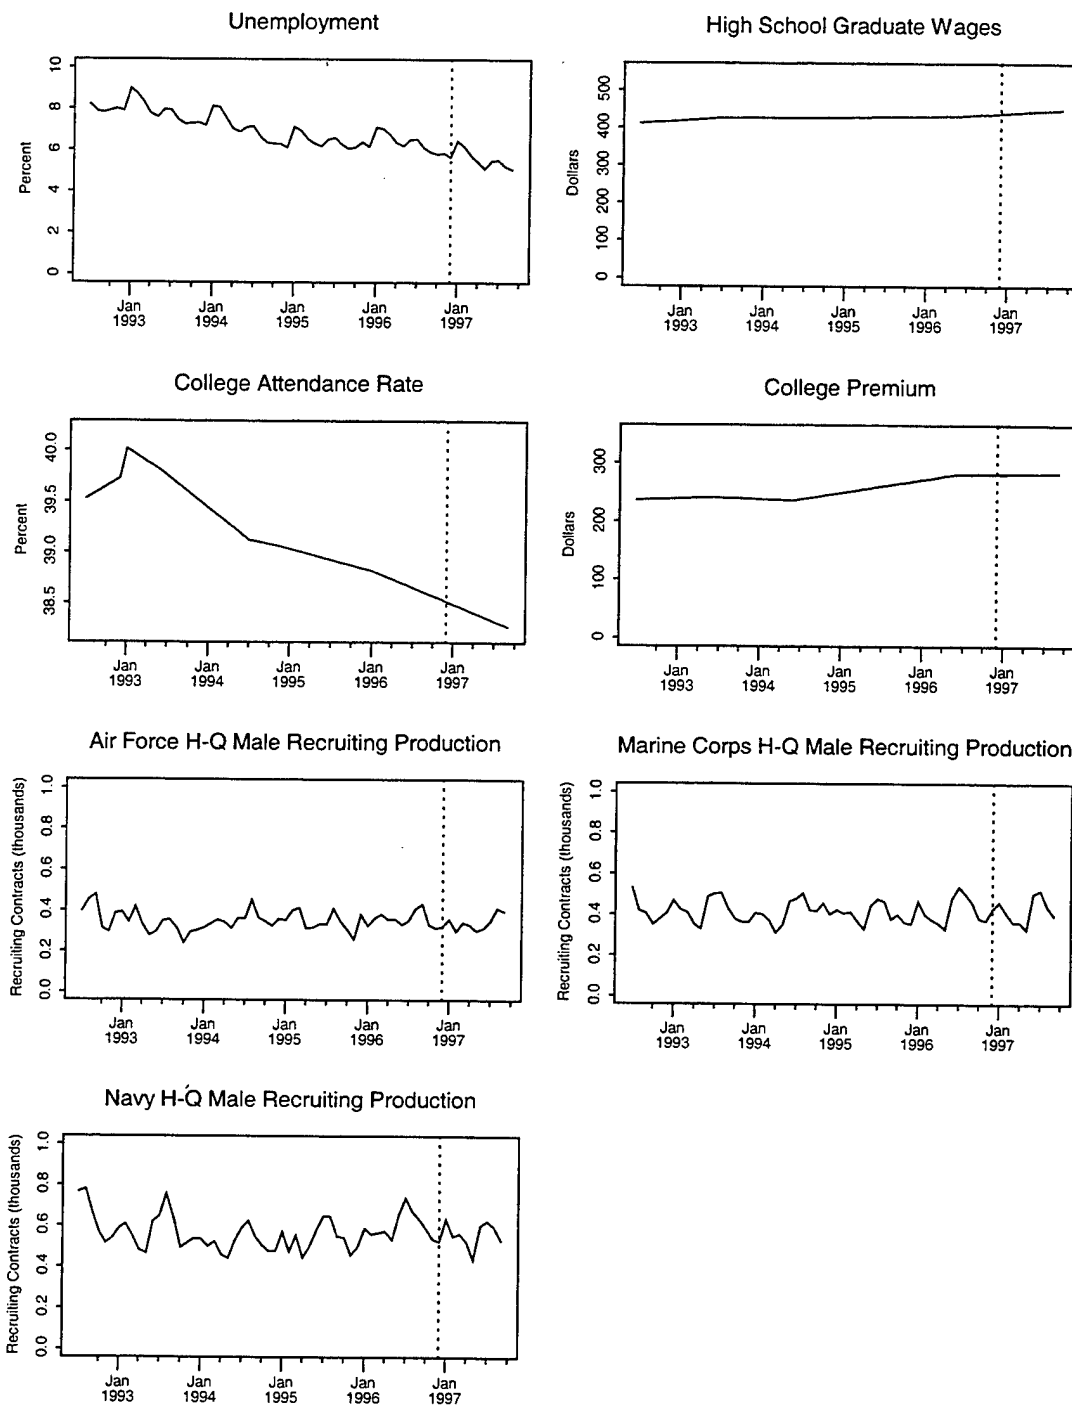 Unemployment
Percent
0 2 4 6 8 10
Jan Jan Jan Jan Jan
1993 1994 1995 1996 1997
High School Graduate Wages
Dollars
0 100 200 300 400 500
Jan Jan Jan Jan Jan
1993 1994 1995 1996 1997
College Attendance Rate
Percent
38.5 39.0 39.5 40.0
Jan Jan Jan Jan Jan
1993 1994 1995 1996 1997
College Premium
Dollars
0 100 200 300
Jan Jan Jan Jan Jan
1993 1994 1995 1996 1997
Air Force H-Q Male Recruiting Production
Recruiting Contracts (thousands)
0.0 0.2 0.4 0.6 0.8 1.0
Jan Jan Jan Jan Jan
1993 1994 1995 1996 1997
Marine Corps H-Q Male Recruiting Production
Recruiting Contracts (thousands)
0.0 0.2 0.4 0.6 0.8 1.0
Jan Jan Jan Jan Jan
1993 1994 1995 1996 1997
Navy H-Q Male Recruiting Production
Recruiting Contracts (thousands)
0.0 0.2 0.4 0.6 0.8 1.0
Jan Jan Jan Jan Jan
1993 1994 1995 1996 1997